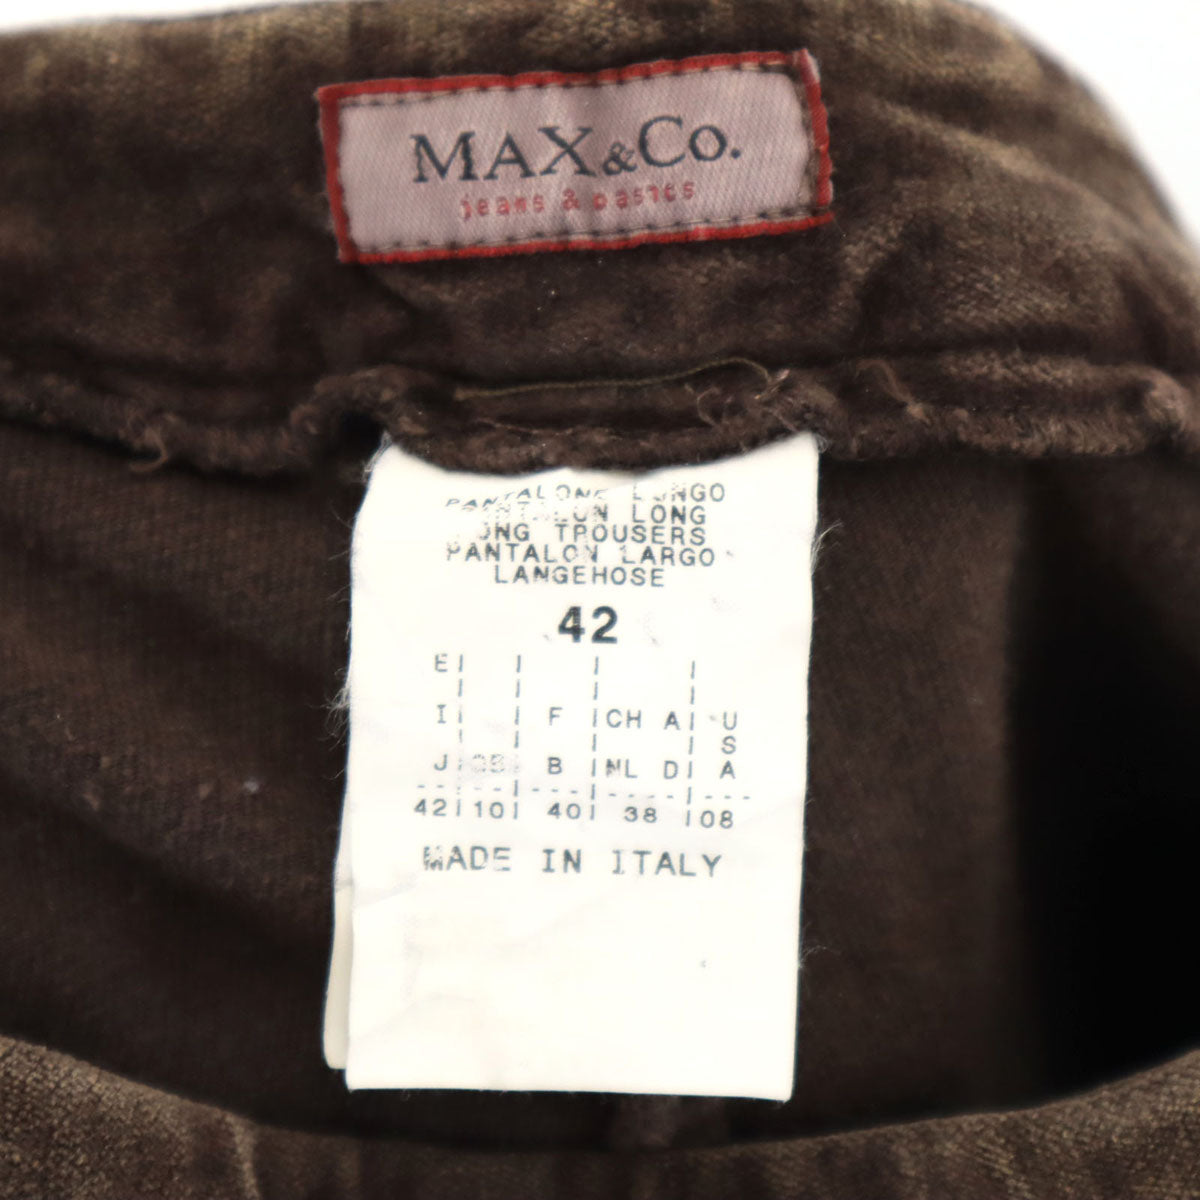 MAX&Co.
jeans & basics
PANTALONE LUNGO
PANTALON LONG
LONG TROUSERS
PANTALON LARGO
LANGEHOSE
42
E
I F CH A U
S
J GB B NL D A
42 10 40 38 08
MADE IN ITALY